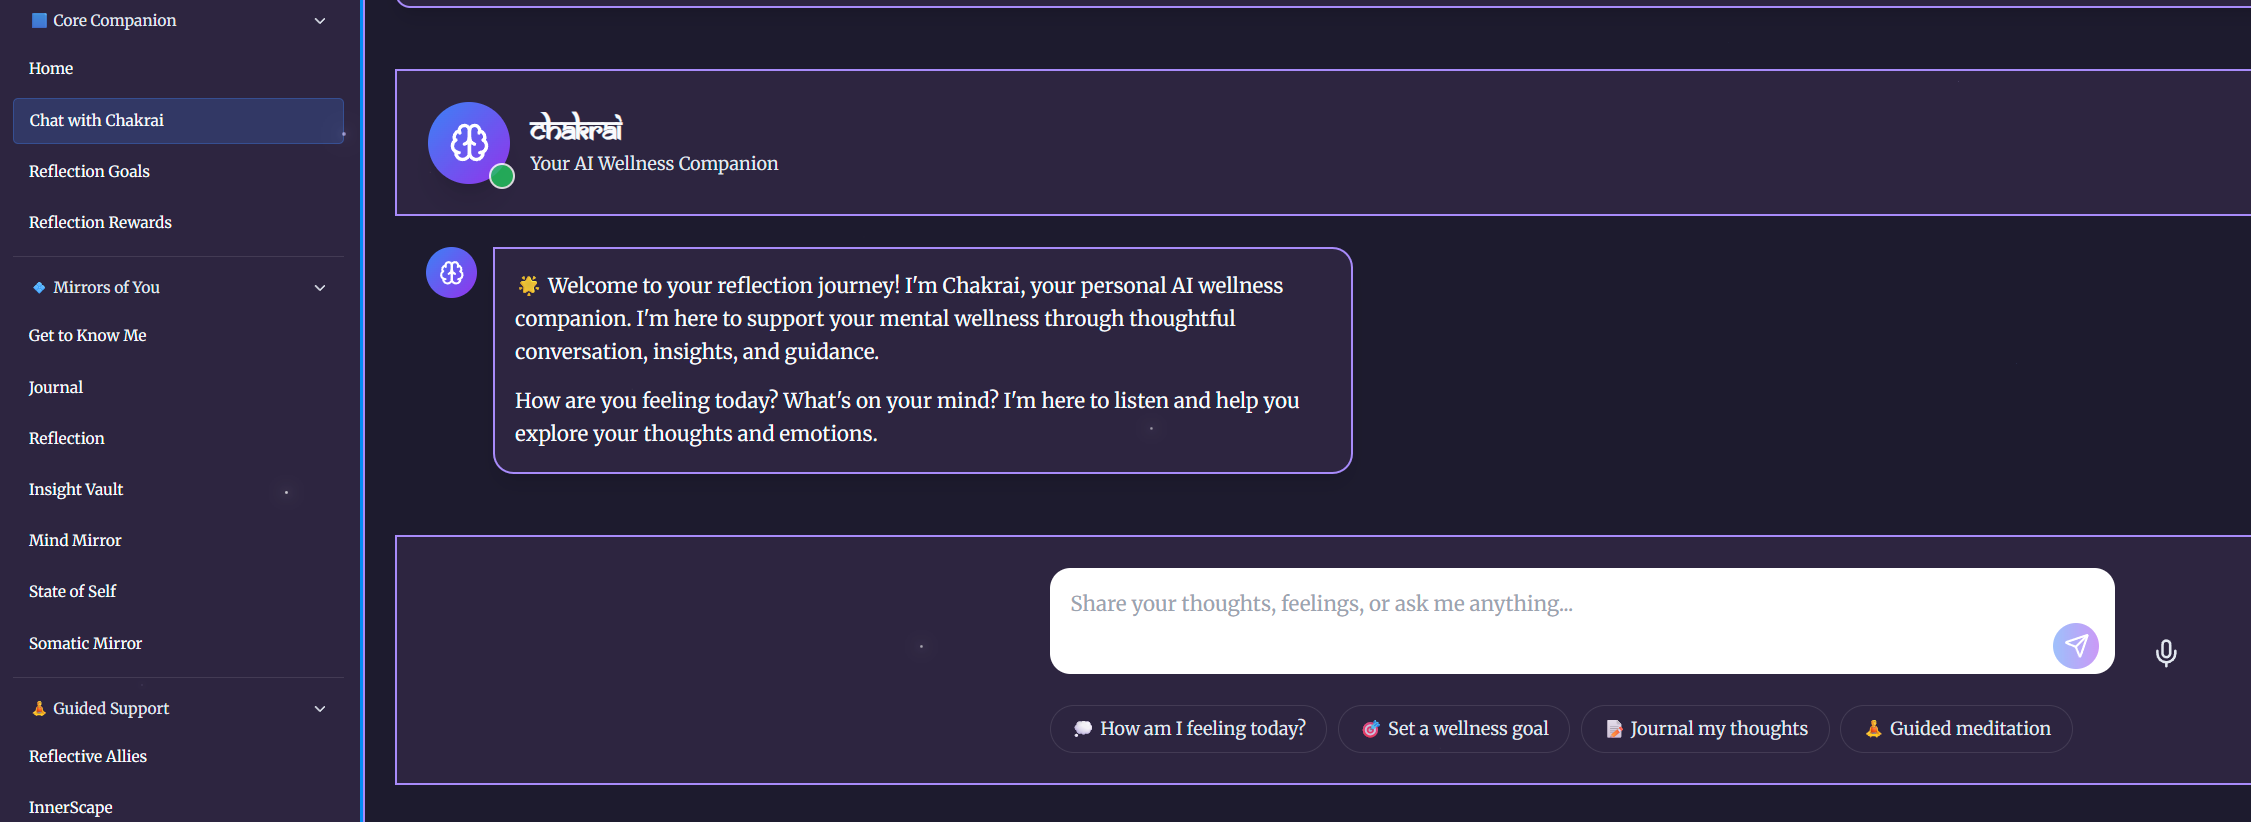 Core Companion
Home
Chat with Chakrai
Reflection Goals
Reflection Rewards
Mirrors of You
Get to Know Me
Journal
Reflection
Insight Vault
Mind Mirror
State of Self
Somatic Mirror
Guided Support
Reflective Allies
InnerScape
chakrai
Your AI Wellness Companion
🌟 Welcome to your reflection journey! I'm Chakrai, your personal AI wellness
companion. I'm here to support your mental wellness through thoughtful
conversation, insights, and guidance.
How are you feeling today? What's on your mind? I'm here to listen and help you
explore your thoughts and emotions.
Share your thoughts, feelings, or ask me anything...
💭 How am I feeling today?
🎯 Set a wellness goal
📝 Journal my thoughts
🧘 Guided meditation